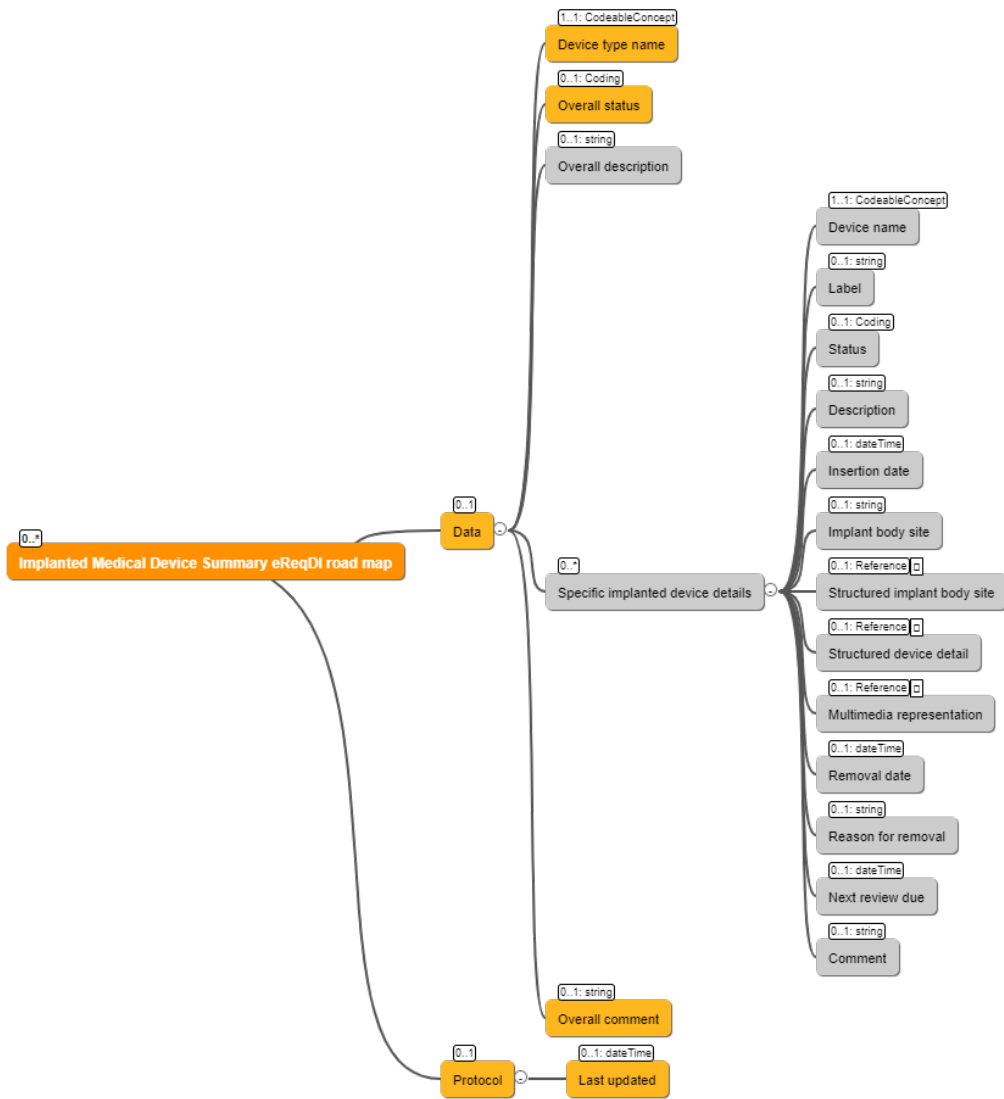 1..1: CodeableConcept
Device type name
0..1: Coding
Overall status
0..1: string
Overall description
1..1: CodeableConcept
Device name
0..1: string
Label
0..1: Coding
Status
0..1: string
Description
0..1: dateTime
Insertion date
0..1
Data
0..1: string
Implant body site
0..*
Implanted Medical Device Summary eReqDI road map
0..*
Specific implanted device details
0..1: Reference
Structured implant body site
0..1: Reference
Structured device detail
0..1: Reference
Multimedia representation
0..1: dateTime
Removal date
0..1: string
Reason for removal
0..1: dateTime
Next review due
0..1: string
Comment
0..1: string
Overall comment
0..1
Protocol
0..1: dateTime
Last updated